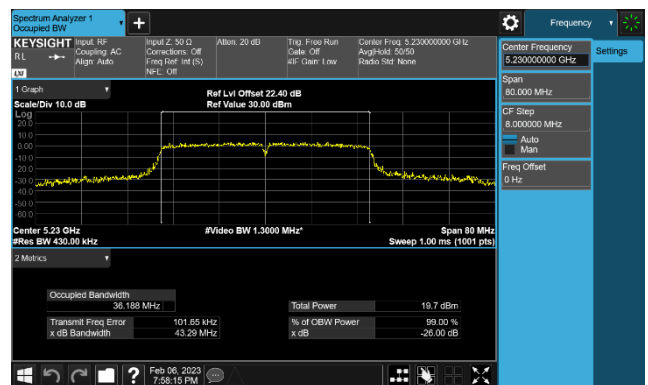 Spectrum Analyzer 1
Occupied BW
Frequency
KEYSIGHT
RL
LXI
Input: RF
Coupling: AC
Align: Auto
Input Z: 50 Ω
Corrections: Off
Freq Ref: Int (S)
NFE: Off
Atten: 20 dB
Trig: Free Run
Gate: Off
#IF Gain: Low
Center Freq: 5.230000000 GHz
Avg|Hold: 50/50
Radio Std: None
Center Frequency
5.230000000 GHz
Settings
Span
80.000 MHz
CF Step
8.000000 MHz
Auto
Man
Freq Offset
0 Hz
1 Graph
Scale/Div 10.0 dB
Ref Lvl Offset 22.40 dB
Ref Value 30.00 dBm
Log
20.0
10.0
0.00
-10.0
-20.0
-30.0
-40.0
-50.0
-60.0
Center 5.23 GHz
#Res BW 430.00 kHz
#Video BW 1.3000 MHz*
Span 80 MHz
Sweep 1.00 ms (1001 pts)
2 Metrics
Occupied Bandwidth
36.188 MHz
Total Power 19.7 dBm
Transmit Freq Error 101.65 kHz
% of OBW Power 99.00 %
x dB Bandwidth 43.29 MHz
x dB -26.00 dB
?
Feb 06, 2023
7:58:15 PM